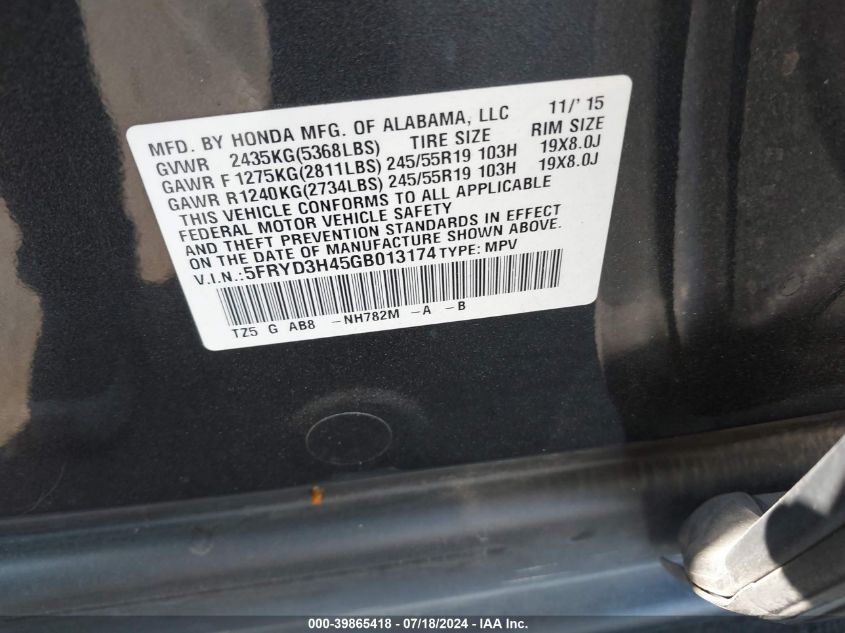 MFD. BY HONDA MFG. OF ALABAMA, LLC 11/' 15
GVWR 2435KG(5368LBS) TIRE SIZE RIM SIZE
GAWR F1275KG(2811LBS) 245/55R19 103H 19X8.0J
GAWR R1240KG(2734LBS) 245/55R19 103H 19X8.0J
THIS VEHICLE CONFORMS TO ALL APPLICABLE
FEDERAL MOTOR VEHICLE SAFETY
AND THEFT PREVENTION STANDARDS IN EFFECT
ON THE DATE OF MANUFACTURE SHOWN ABOVE.
V.I.N.:5FRYD3H45GB013174 TYPE: MPV
TZ5 G AB8 -NH782M -A -B
000-39865418 - 07/18/2024 - IAA Inc.